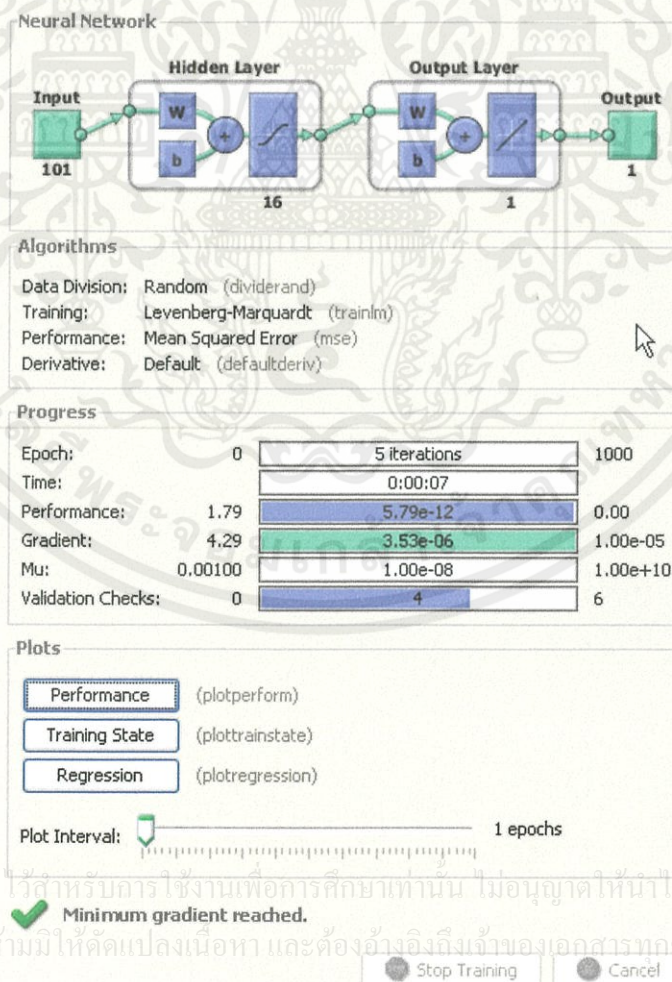 Neural Network
Hidden Layer
Output Layer
Input
Output
W
b
+
W
b
+
101
16
1
1
Algorithms
Data Division: Random (dividerand)
Training: Levenberg-Marquardt (trainlm)
Performance: Mean Squared Error (mse)
Derivative: Default (defaultderiv)
Progress
Epoch: 0 5 iterations 1000
Time: 0:00:07
Performance: 1.79 5.79e-12 0.00
Gradient: 4.29 3.53e-06 1.00e-05
Mu: 0.00100 1.00e-08 1.00e+10
Validation Checks: 0 4 6
Plots
Performance (plotperform)
Training State (plottrainstate)
Regression (plotregression)
Plot Interval: 1 epochs
ไว้สำหรับการใช้งานเพื่อการศึกษาเท่านั้น ไม่อนุญาตให้นำไ
Minimum gradient reached.
ห้ามมิให้ดัดแปลงเนื้อหา และต้องอ้างอิงถึงเจ้าของเอกสารทุก
Stop Training Cancel